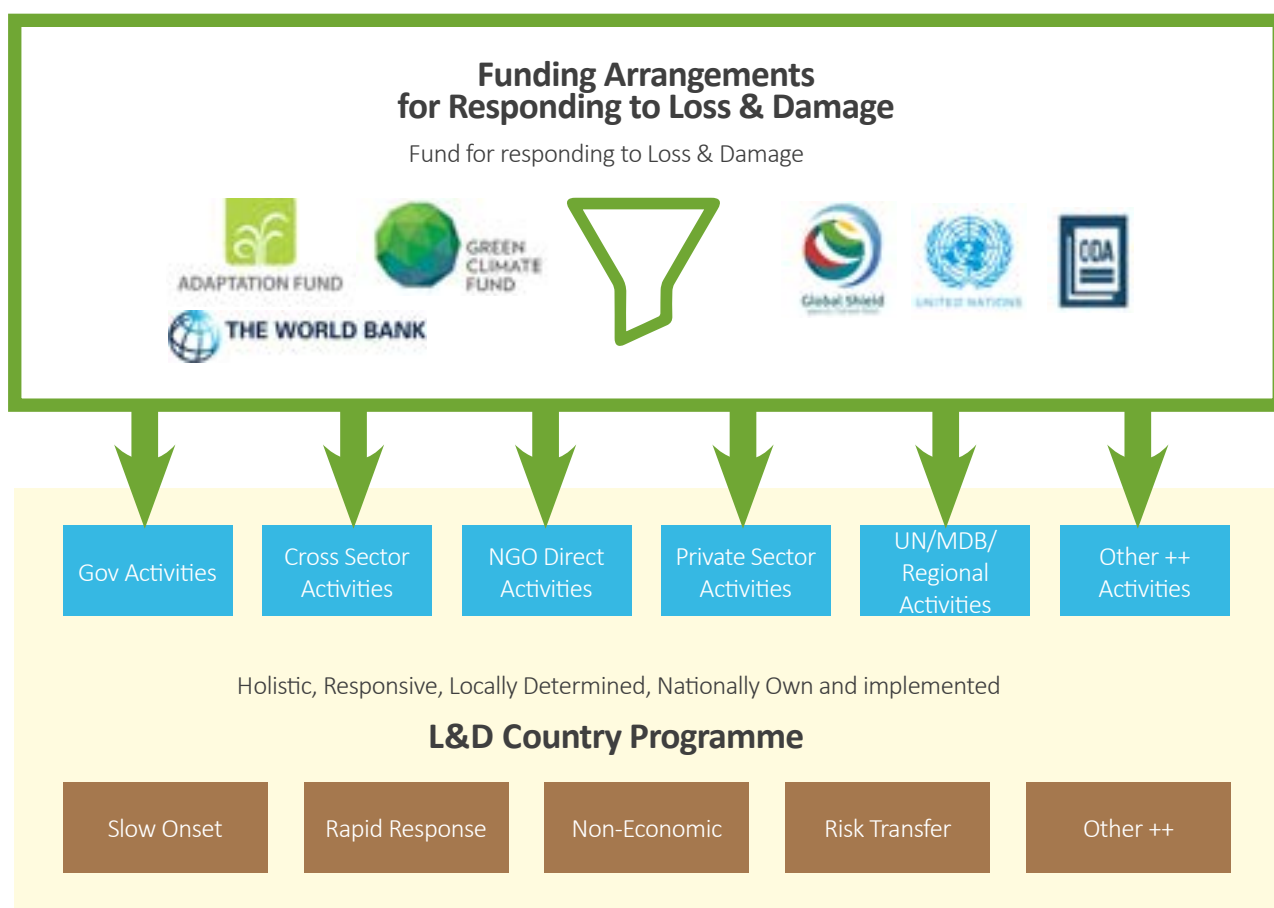 Funding Arrangements
for Responding to Loss & Damage
Fund for responding to Loss & Damage
ADAPTATION FUND
GREEN
CLIMATE
FUND
THE WORLD BANK
Global Shield
UNITED NATIONS
ODA
Gov Activities
Cross Sector
Activities
NGO Direct
Activities
Private Sector
Activities
UN/MDB/
Regional
Activities
Other ++
Activities
Holistic, Responsive, Locally Determined, Nationally Own and implemented
L&D Country Programme
Slow Onset
Rapid Response
Non-Economic
Risk Transfer
Other ++